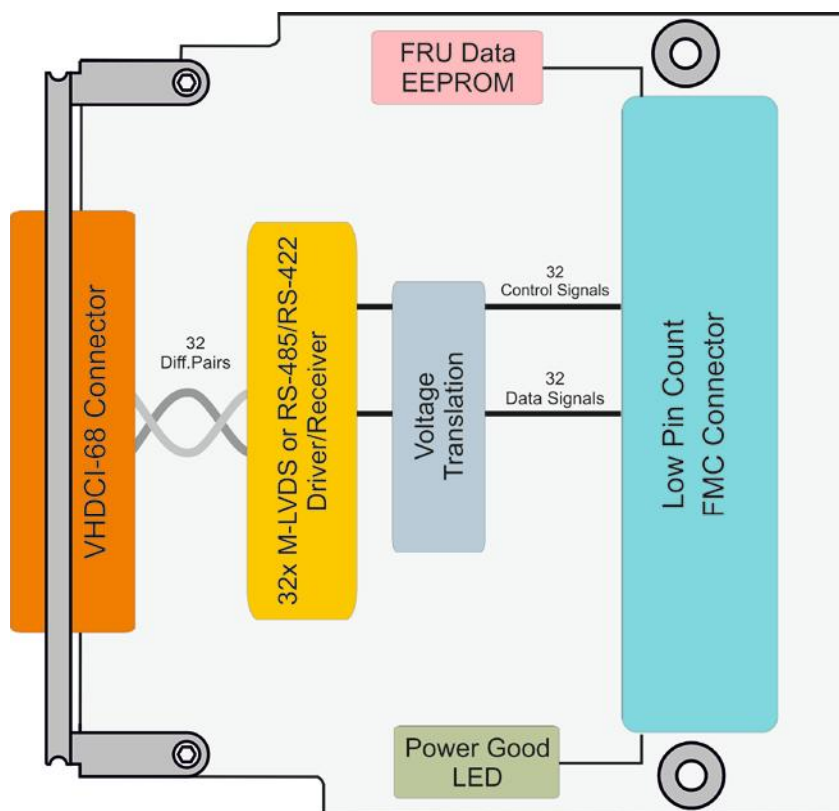 FRU Data
EEPROM
VHDCI-68 Connector
32
Diff.Pairs
32x M-LVDS or RS-485/RS-422
Driver/Receiver
Voltage
Translation
32
Control Signals
32
Data Signals
Low Pin Count
FMC Connector
Power Good
LED